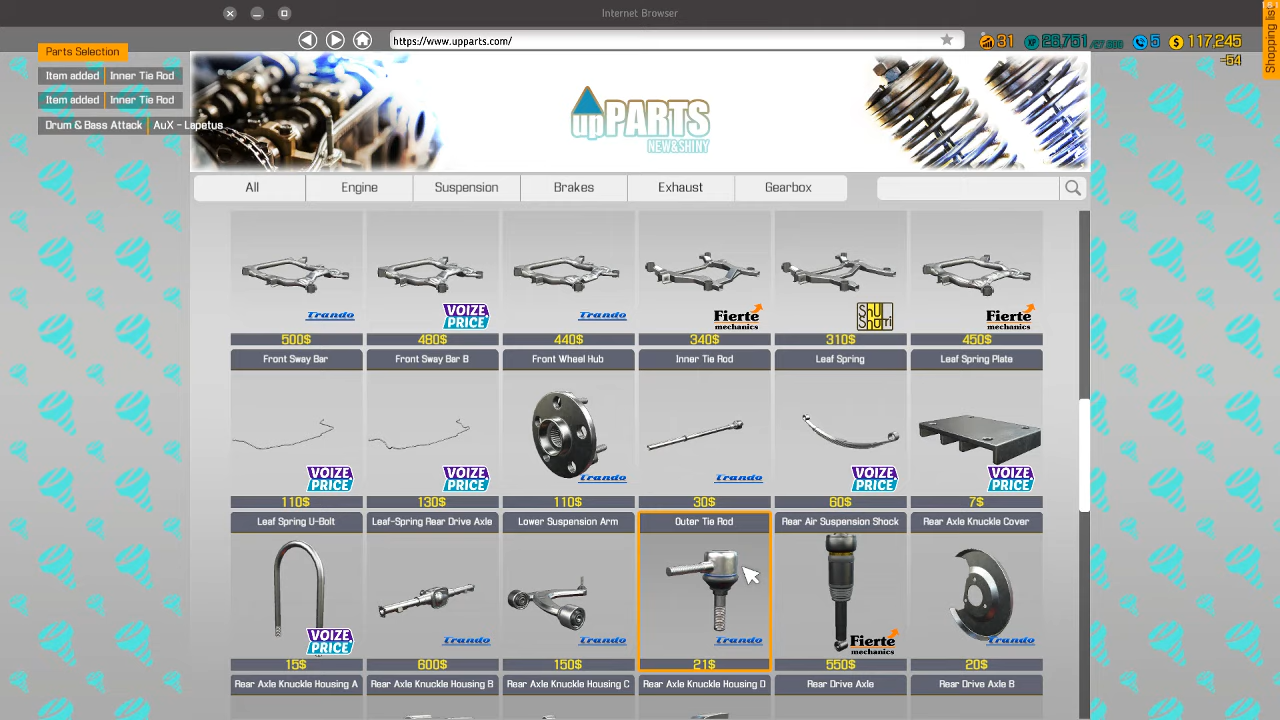 Internet Browser
https://www.upparts.com/
31
28,751/27,600
5
117,245
-54
Shopping list
Parts Selection
Item added Inner Tie Rod
Item added Inner Tie Rod
Drum & Bass Attack AuX - Lapetus
upPARTS
NEW&SHINY
All Engine Suspension Brakes Exhaust Gearbox
Trando VOIZE PRICE Trando Fierte mechanics Shu Shurri Fierte mechanics
500$ 480$ 440$ 340$ 310$ 450$
Front Sway Bar Front Sway Bar B Front Wheel Hub Inner Tie Rod Leaf Spring Leaf Spring Plate
VOIZE PRICE VOIZE PRICE Trando Trando VOIZE PRICE VOIZE PRICE
110$ 130$ 110$ 30$ 60$ 7$
Leaf Spring U-Bolt Leaf-Spring Rear Drive Axle Lower Suspension Arm Outer Tie Rod Rear Air Suspension Shock Rear Axle Knuckle Cover
VOIZE PRICE Trando Trando Trando Fierte mechanics Trando
15$ 600$ 150$ 21$ 550$ 20$
Rear Axle Knuckle Housing A Rear Axle Knuckle Housing B Rear Axle Knuckle Housing C Rear Axle Knuckle Housing D Rear Drive Axle Rear Drive Axle B